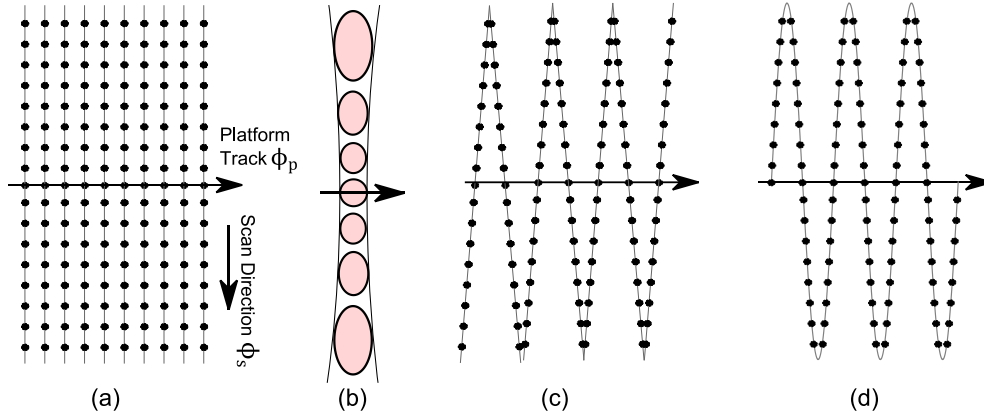 Platform
Track ϕp
Scan Direction ϕs
(a)
(b)
(c)
(d)